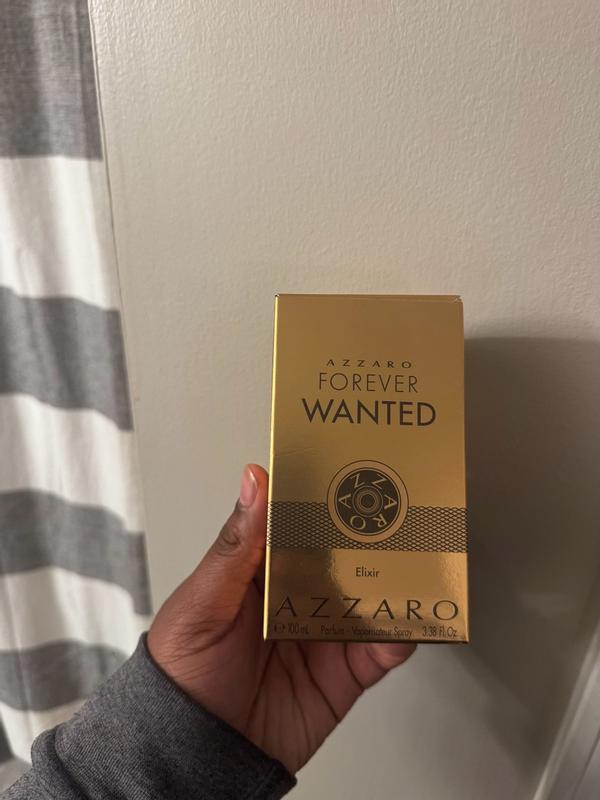 AZZARO
FOREVER
WANTED
AZZARO
Elixir
AZZARO
℮ 100 mL Parfum - Vaporisateur Spray 3.38 Fl. Oz